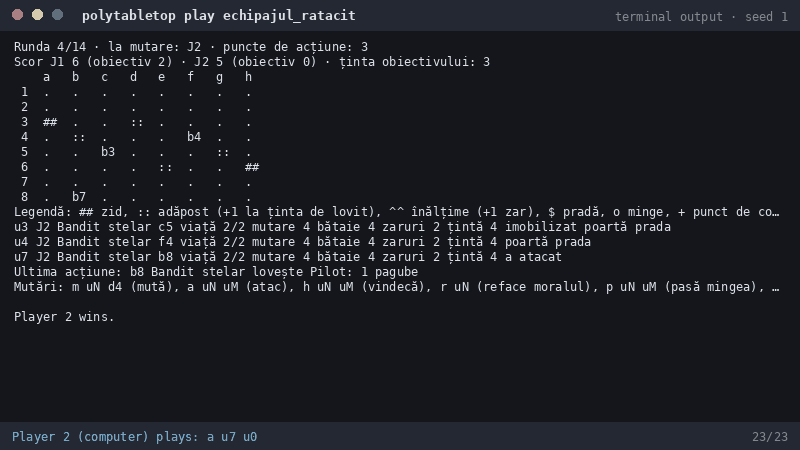 polytabletop play echipajul_ratacit
terminal output · seed 1
Runda 4/14 · la mutare: J2 · puncte de acțiune: 3
Scor J1 6 (obiectiv 2) · J2 5 (obiectiv 0) · ținta obiectivului: 3
a b c d e f g h
1 . . . . . . . .
2 . . . . . . . .
3 ## . . :: . . . .
4 . :: . . . b4 . .
5 . . b3 . . . :: .
6 . . . . :: . . ##
7 . . . . . . . .
8 . b7 . . . . . .
Legendă: ## zid, :: adăpost (+1 la ținta de lovit), ^^ înălțime (+1 zar), $ pradă, o minge, + punct de co…
u3 J2 Bandit stelar c5 viață 2/2 mutare 4 bătaie 4 zaruri 2 țintă 4 imobilizat poartă prada
u4 J2 Bandit stelar f4 viață 2/2 mutare 4 bătaie 4 zaruri 2 țintă 4 poartă prada
u7 J2 Bandit stelar b8 viață 2/2 mutare 4 bătaie 4 zaruri 2 țintă 4 a atacat
Ultima acțiune: b8 Bandit stelar lovește Pilot: 1 pagube
Mutări: m uN d4 (mută), a uN uM (atac), h uN uM (vindecă), r uN (reface moralul), p uN uM (pasă mingea), …
Player 2 wins.
Player 2 (computer) plays: a u7 u0
23/23